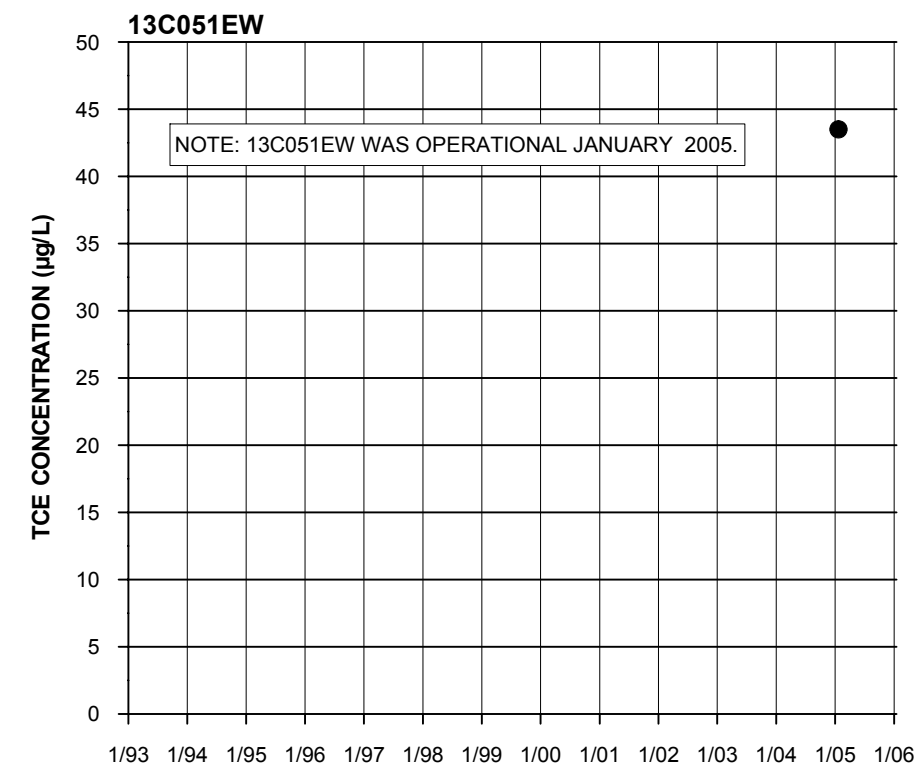 13C051EW
50
45
NOTE: 13C051EW WAS OPERATIONAL JANUARY  2005.
40
35
30
25
20
15
10
5
0
TCE CONCENTRATION (µg/L)
1/93 1/94 1/95 1/96 1/97 1/98 1/99 1/00 1/01 1/02 1/03 1/04 1/05 1/06